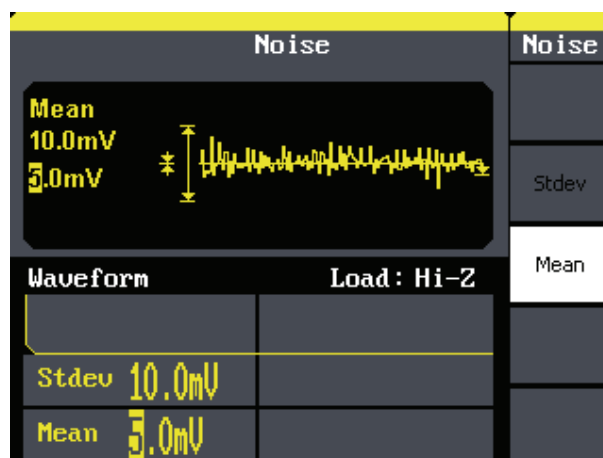 Noise
Noise
Mean
10.0mV
5.0mV
Stdev
Mean
Waveform Load: Hi-Z
Stdev 10.0mV
Mean 5.0mV